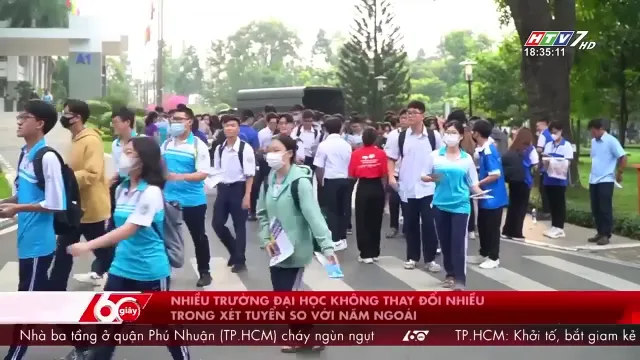 A1
HTV7 HD
18:35:11
60 giây
NHIỀU TRƯỜNG ĐẠI HỌC KHÔNG THAY ĐỔI NHIỀU
TRONG XÉT TUYỂN SO VỚI NĂM NGOÁI
Nhà ba tầng ở quận Phú Nhuận (TP.HCM) cháy ngùn ngụt
60
TP.HCM: Khởi tố, bắt giam kẻ